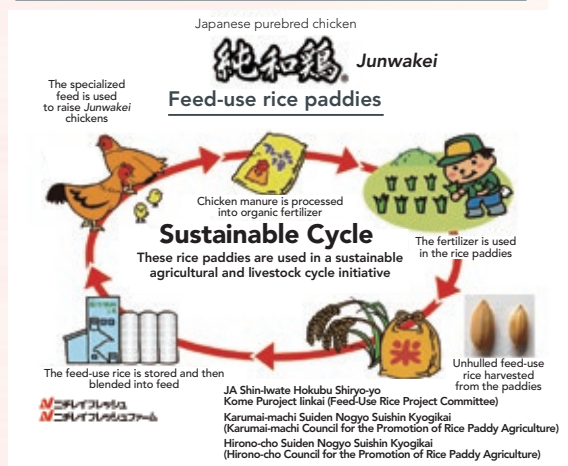 Japanese purebred chicken
純和鶏® Junwakei
Feed-use rice paddies
The specialized
feed is used
to raise Junwakei
chickens
Chicken manure is processed
into organic fertilizer
Sustainable Cycle
These rice paddies are used in a sustainable
agricultural and livestock cycle initiative
The fertilizer is used
in the rice paddies
米
Unhulled feed-use
rice harvested
from the paddies
The feed-use rice is stored and then
blended into feed
ニチレイフレッシュ
ニチレイフレッシュファーム
JA Shin-Iwate Hokubu Shiryo-yo
Kome Puroject Iinkai (Feed-Use Rice Project Committee)
Karumai-machi Suiden Nogyo Suishin Kyogikai
(Karumai-machi Council for the Promotion of Rice Paddy Agriculture)
Hirono-cho Suiden Nogyo Suishin Kyogikai
(Hirono-cho Council for the Promotion of Rice Paddy Agriculture)